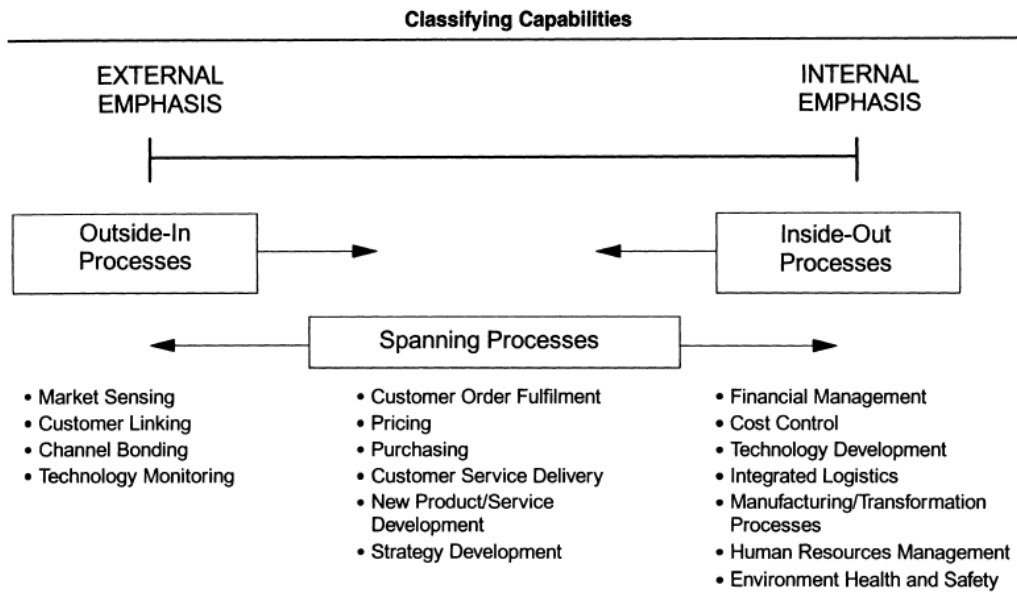 Classifying Capabilities
EXTERNAL
EMPHASIS
INTERNAL
EMPHASIS
Outside-In
Processes
Inside-Out
Processes
Spanning Processes
• Market Sensing
• Customer Linking
• Channel Bonding
• Technology Monitoring
• Customer Order Fulfilment
• Pricing
• Purchasing
• Customer Service Delivery
• New Product/Service
Development
• Strategy Development
• Financial Management
• Cost Control
• Technology Development
• Integrated Logistics
• Manufacturing/Transformation
Processes
• Human Resources Management
• Environment Health and Safety